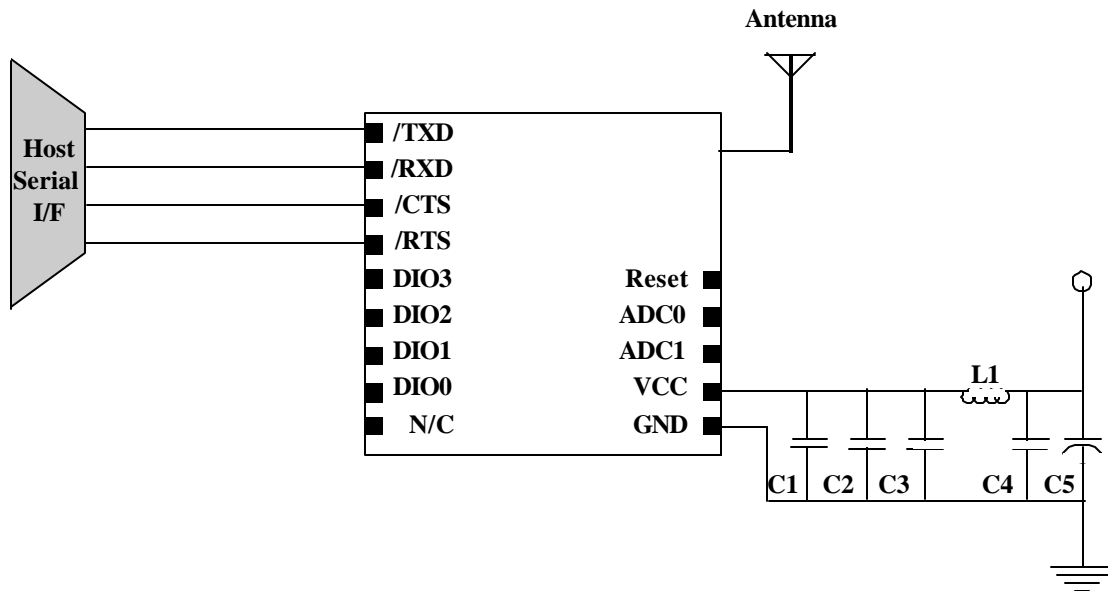 Antenna
Host
Serial
I/F
/TXD
/RXD
/CTS
/RTS
DIO3
DIO2
DIO1
DIO0
N/C
Reset
ADC0
ADC1
VCC
GND
L1
C1
C2
C3
C4
C5